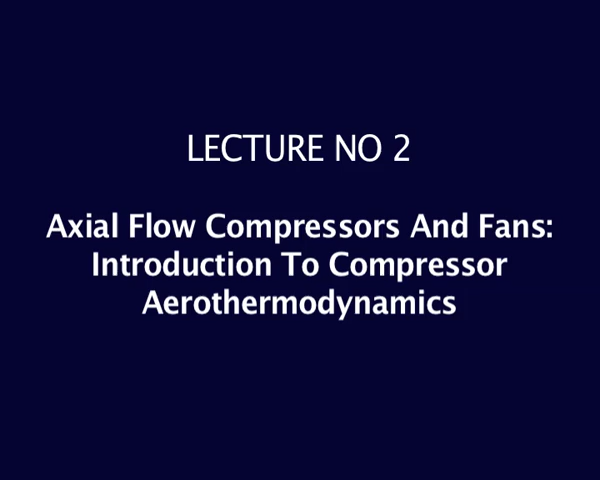 LECTURE NO 2
Axial Flow Compressors And Fans:
Introduction To Compressor
Aerothermodynamics